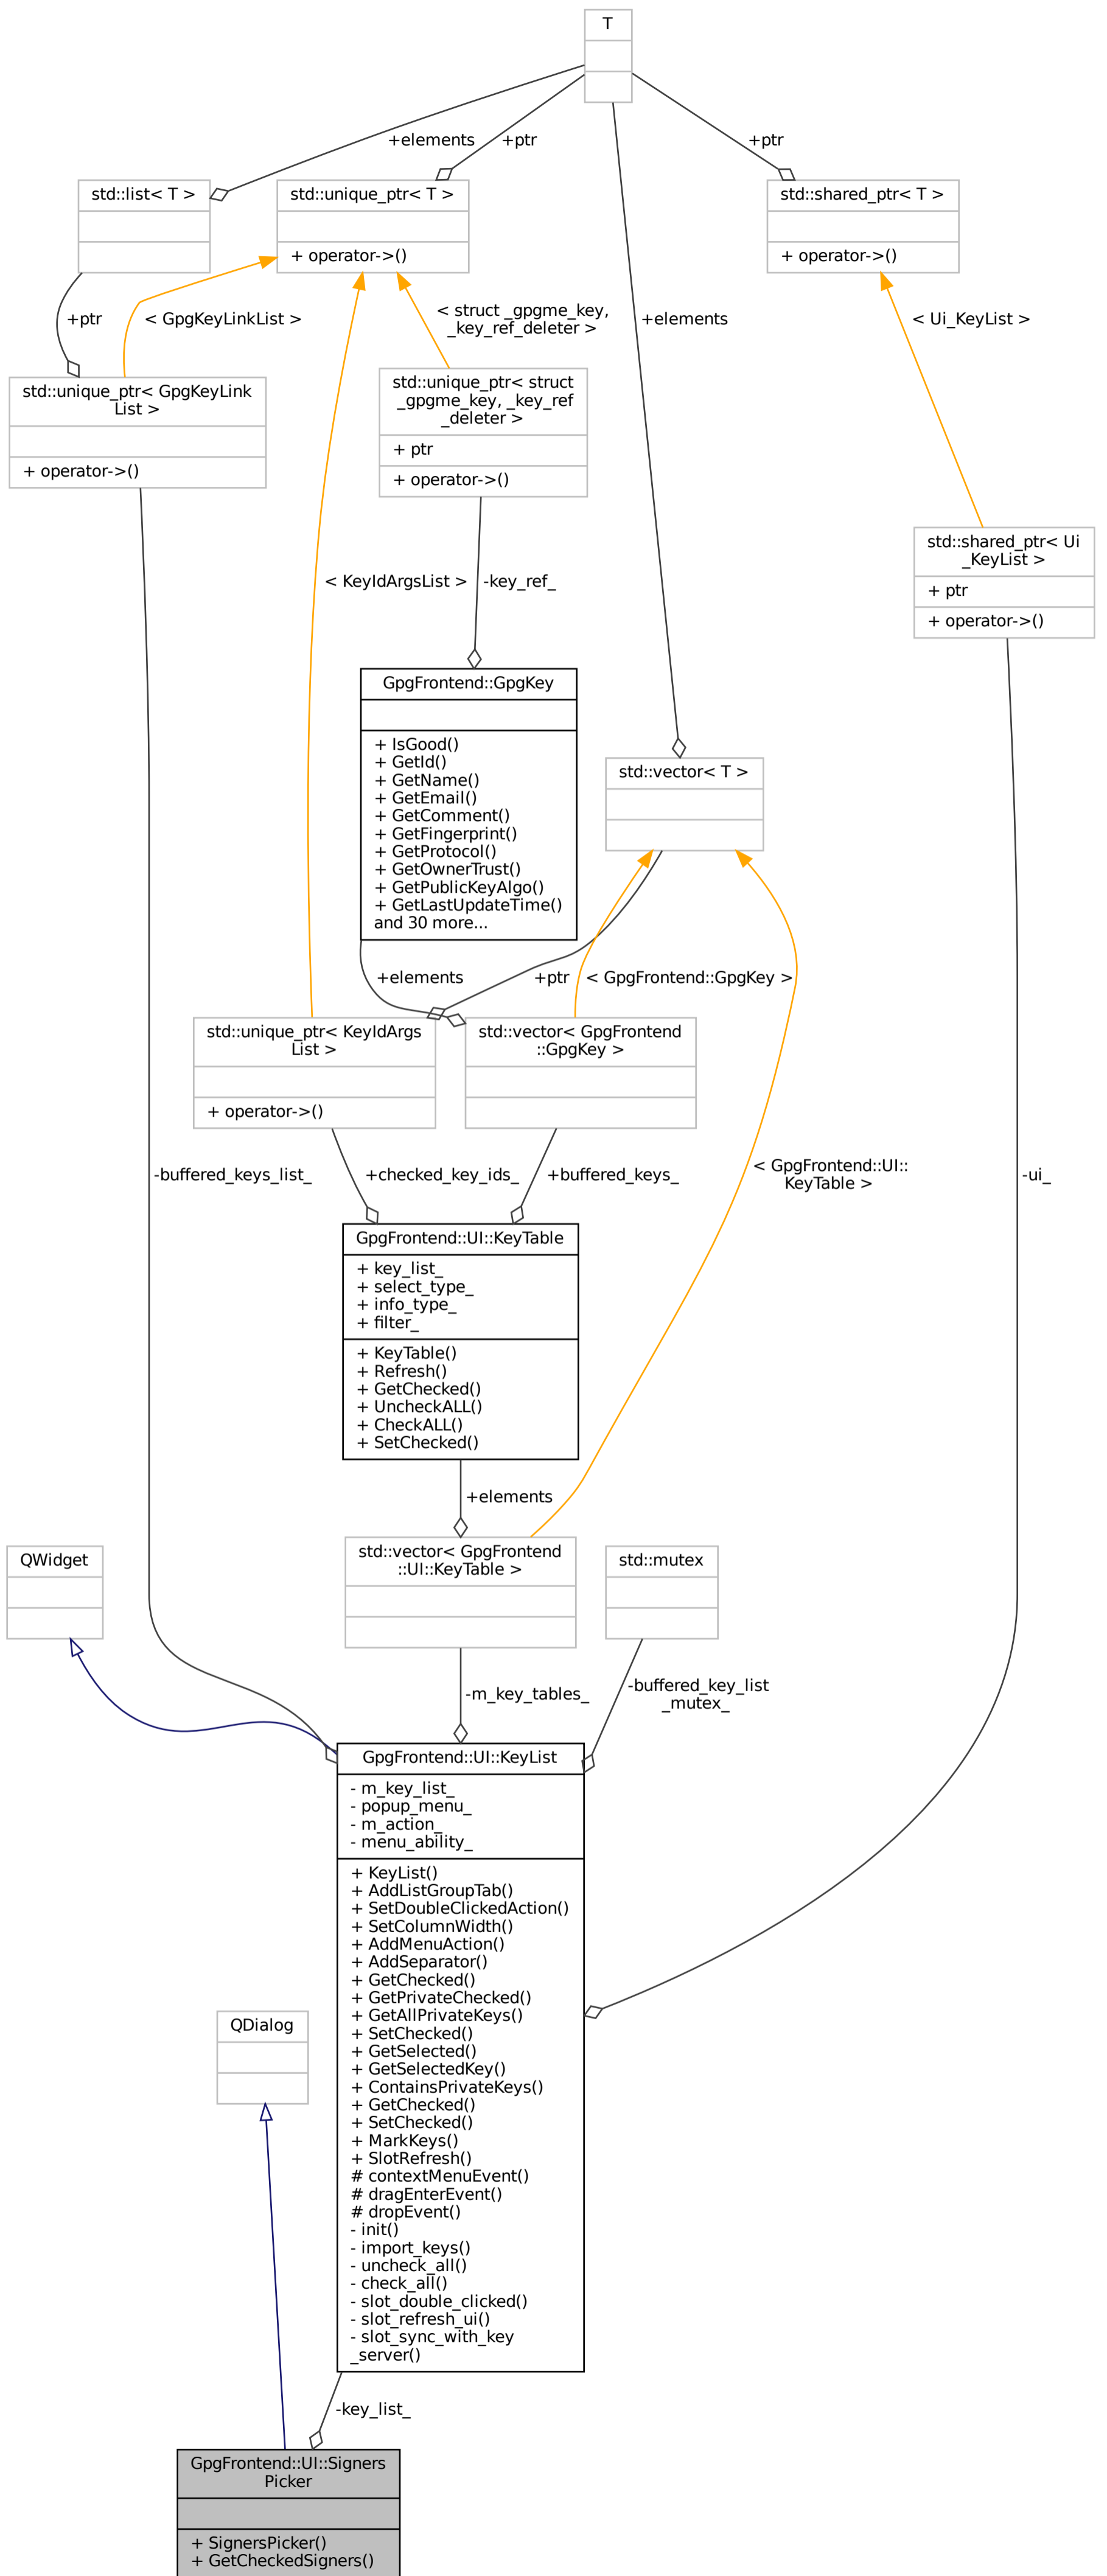 T
+elements
+ptr
+ptr
std::list< T >
std::unique_ptr< T >
+ operator->()
std::shared_ptr< T >
+ operator->()
+ptr
< GpgKeyLinkList >
< struct _gpgme_key,
_key_ref_deleter >
+elements
< Ui_KeyList >
std::unique_ptr< GpgKeyLink
List >
+ operator->()
std::unique_ptr< struct
_gpgme_key, _key_ref
_deleter >
+ ptr
+ operator->()
std::shared_ptr< Ui
_KeyList >
+ ptr
+ operator->()
< KeyIdArgsList >
-key_ref_
GpgFrontend::GpgKey
+ IsGood()
+ GetId()
+ GetName()
+ GetEmail()
+ GetComment()
+ GetFingerprint()
+ GetProtocol()
+ GetOwnerTrust()
+ GetPublicKeyAlgo()
+ GetLastUpdateTime()
and 30 more...
std::vector< T >
+elements
+ptr
< GpgFrontend::GpgKey >
std::unique_ptr< KeyIdArgs
List >
+ operator->()
std::vector< GpgFrontend
::GpgKey >
-buffered_keys_list_
+checked_key_ids_
+buffered_keys_
< GpgFrontend::UI::
KeyTable >
-ui_
GpgFrontend::UI::KeyTable
+ key_list_
+ select_type_
+ info_type_
+ filter_
+ KeyTable()
+ Refresh()
+ GetChecked()
+ UncheckALL()
+ CheckALL()
+ SetChecked()
+elements
QWidget
std::vector< GpgFrontend
::UI::KeyTable >
std::mutex
-m_key_tables_
-buffered_key_list
_mutex_
GpgFrontend::UI::KeyList
- m_key_list_
- popup_menu_
- m_action_
- menu_ability_
+ KeyList()
+ AddListGroupTab()
+ SetDoubleClickedAction()
+ SetColumnWidth()
+ AddMenuAction()
+ AddSeparator()
+ GetChecked()
+ GetPrivateChecked()
+ GetAllPrivateKeys()
+ SetChecked()
+ GetSelected()
+ GetSelectedKey()
+ ContainsPrivateKeys()
+ GetChecked()
+ SetChecked()
+ MarkKeys()
+ SlotRefresh()
# contextMenuEvent()
# dragEnterEvent()
# dropEvent()
- init()
- import_keys()
- uncheck_all()
- check_all()
- slot_double_clicked()
- slot_refresh_ui()
- slot_sync_with_key
_server()
QDialog
-key_list_
GpgFrontend::UI::Signers
Picker
+ SignersPicker()
+ GetCheckedSigners()